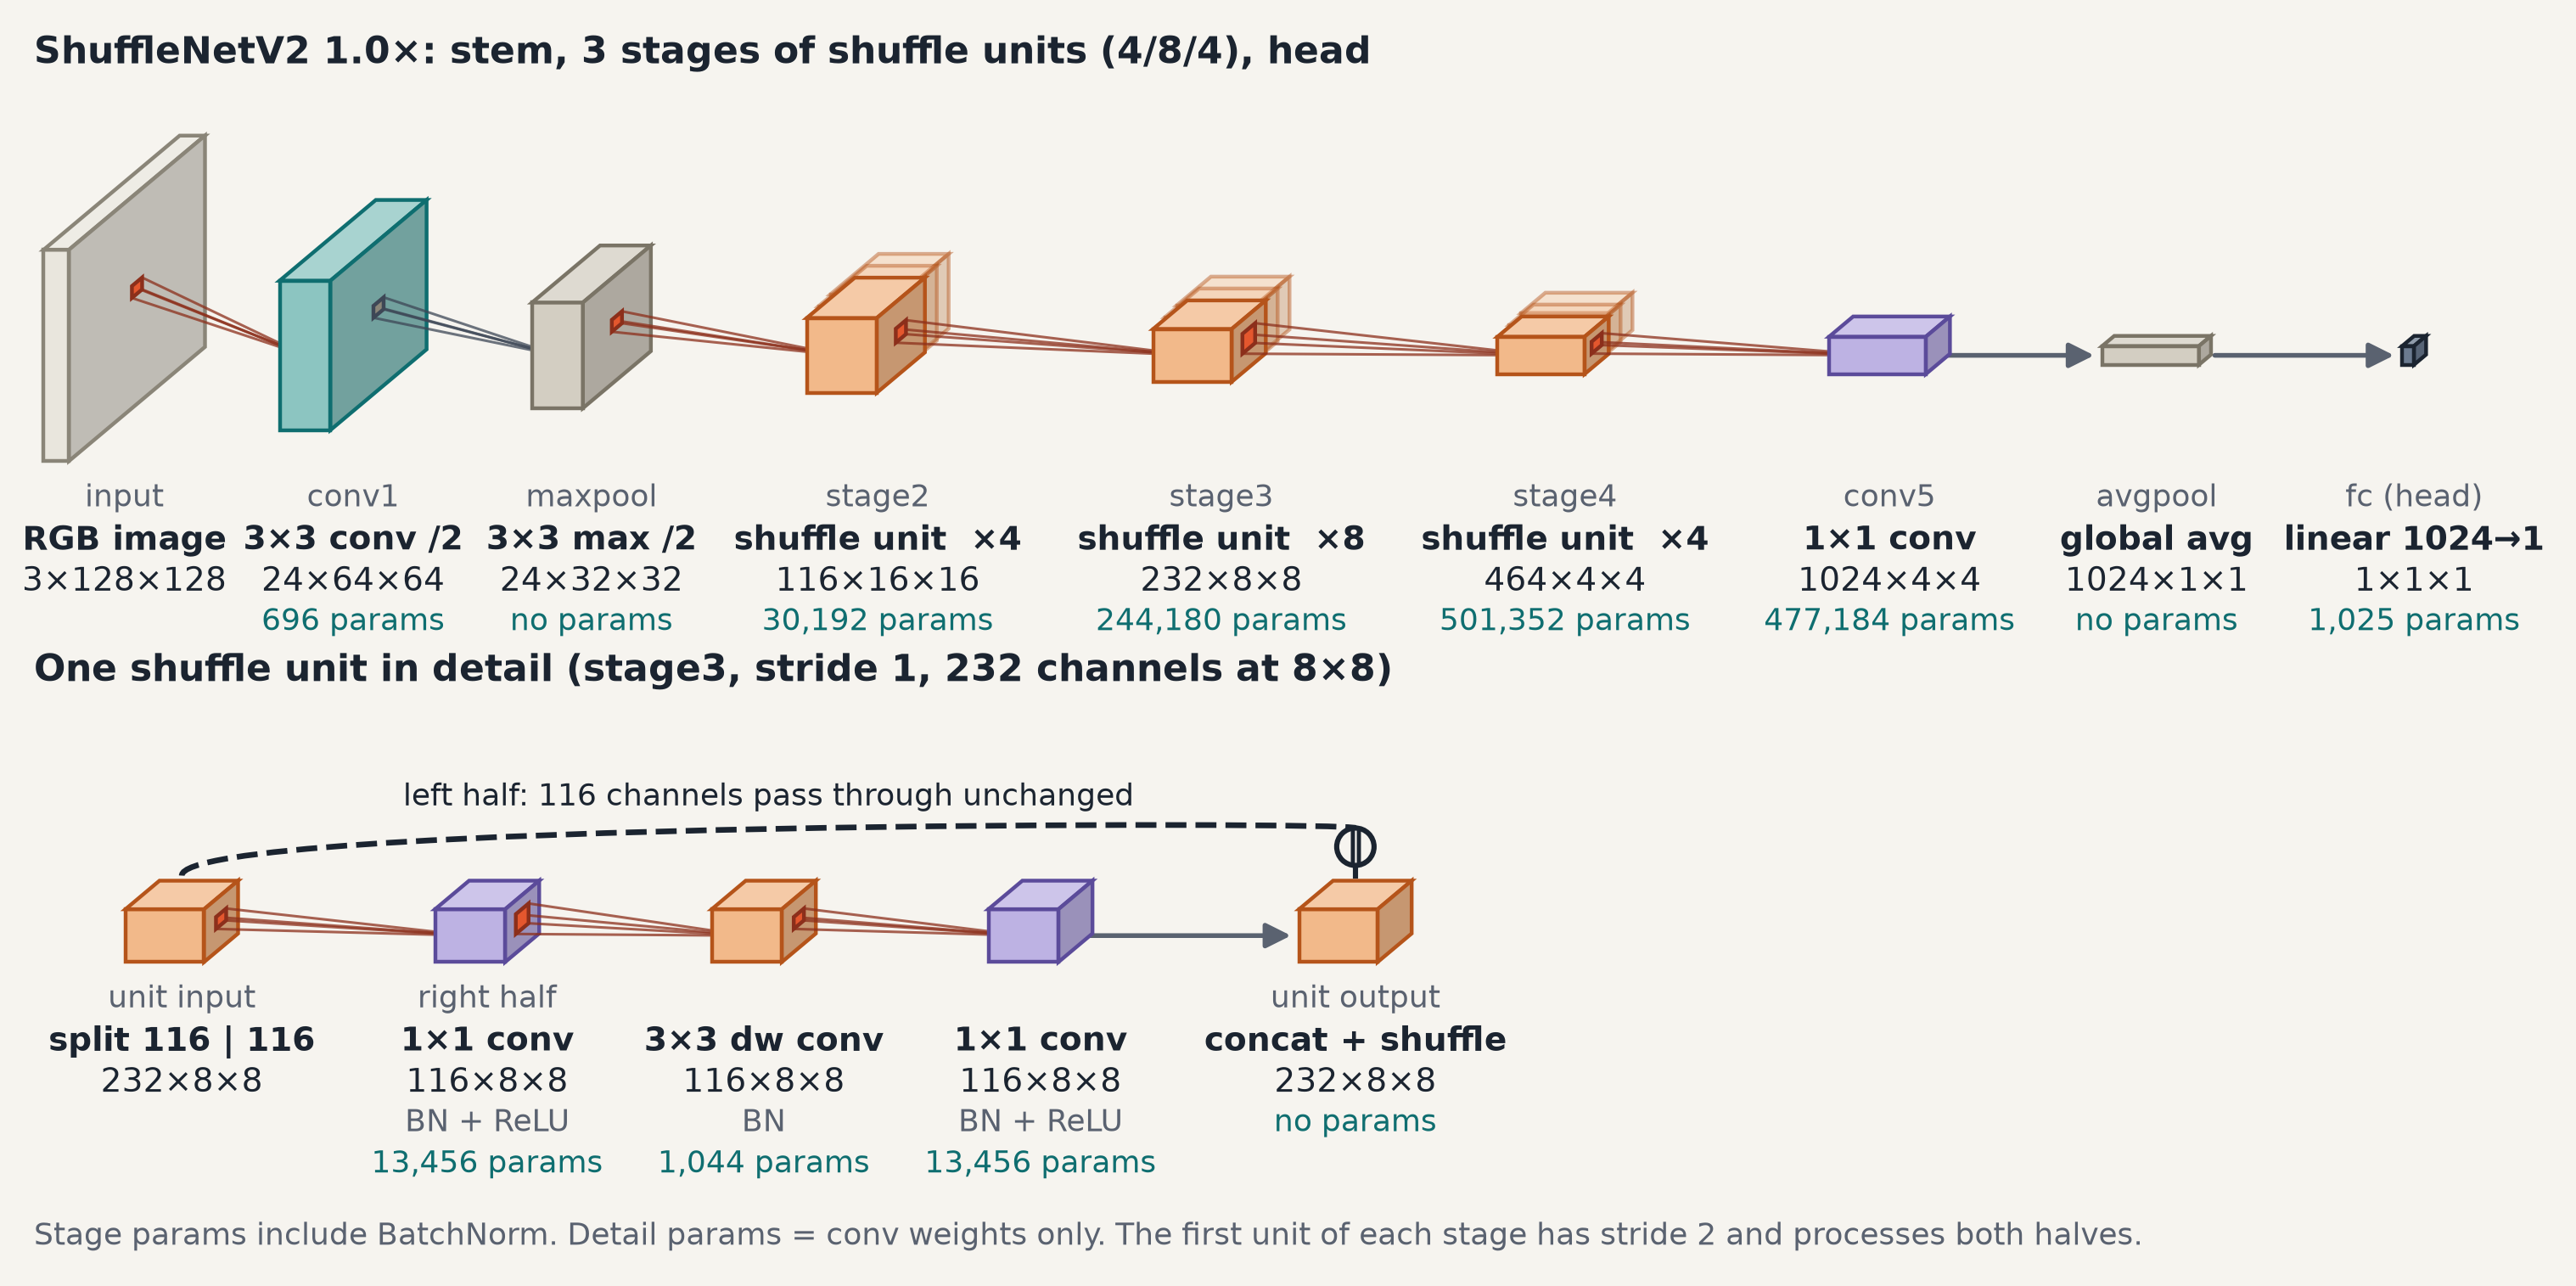 ShuffleNetV2 1.0×: stem, 3 stages of shuffle units (4/8/4), head
input
RGB image
3×128×128
conv1
3×3 conv /2
24×64×64
696 params
maxpool
3×3 max /2
24×32×32
no params
stage2
shuffle unit ×4
116×16×16
30,192 params
stage3
shuffle unit ×8
232×8×8
244,180 params
stage4
shuffle unit ×4
464×4×4
501,352 params
conv5
1×1 conv
1024×4×4
477,184 params
avgpool
global avg
1024×1×1
no params
fc (head)
linear 1024→1
1×1×1
1,025 params
One shuffle unit in detail (stage3, stride 1, 232 channels at 8×8)
left half: 116 channels pass through unchanged
unit input
split 116 | 116
232×8×8
right half
1×1 conv
116×8×8
BN + ReLU
13,456 params
3×3 dw conv
116×8×8
BN
1,044 params
1×1 conv
116×8×8
BN + ReLU
13,456 params
unit output
concat + shuffle
232×8×8
no params
Stage params include BatchNorm. Detail params = conv weights only. The first unit of each stage has stride 2 and processes both halves.